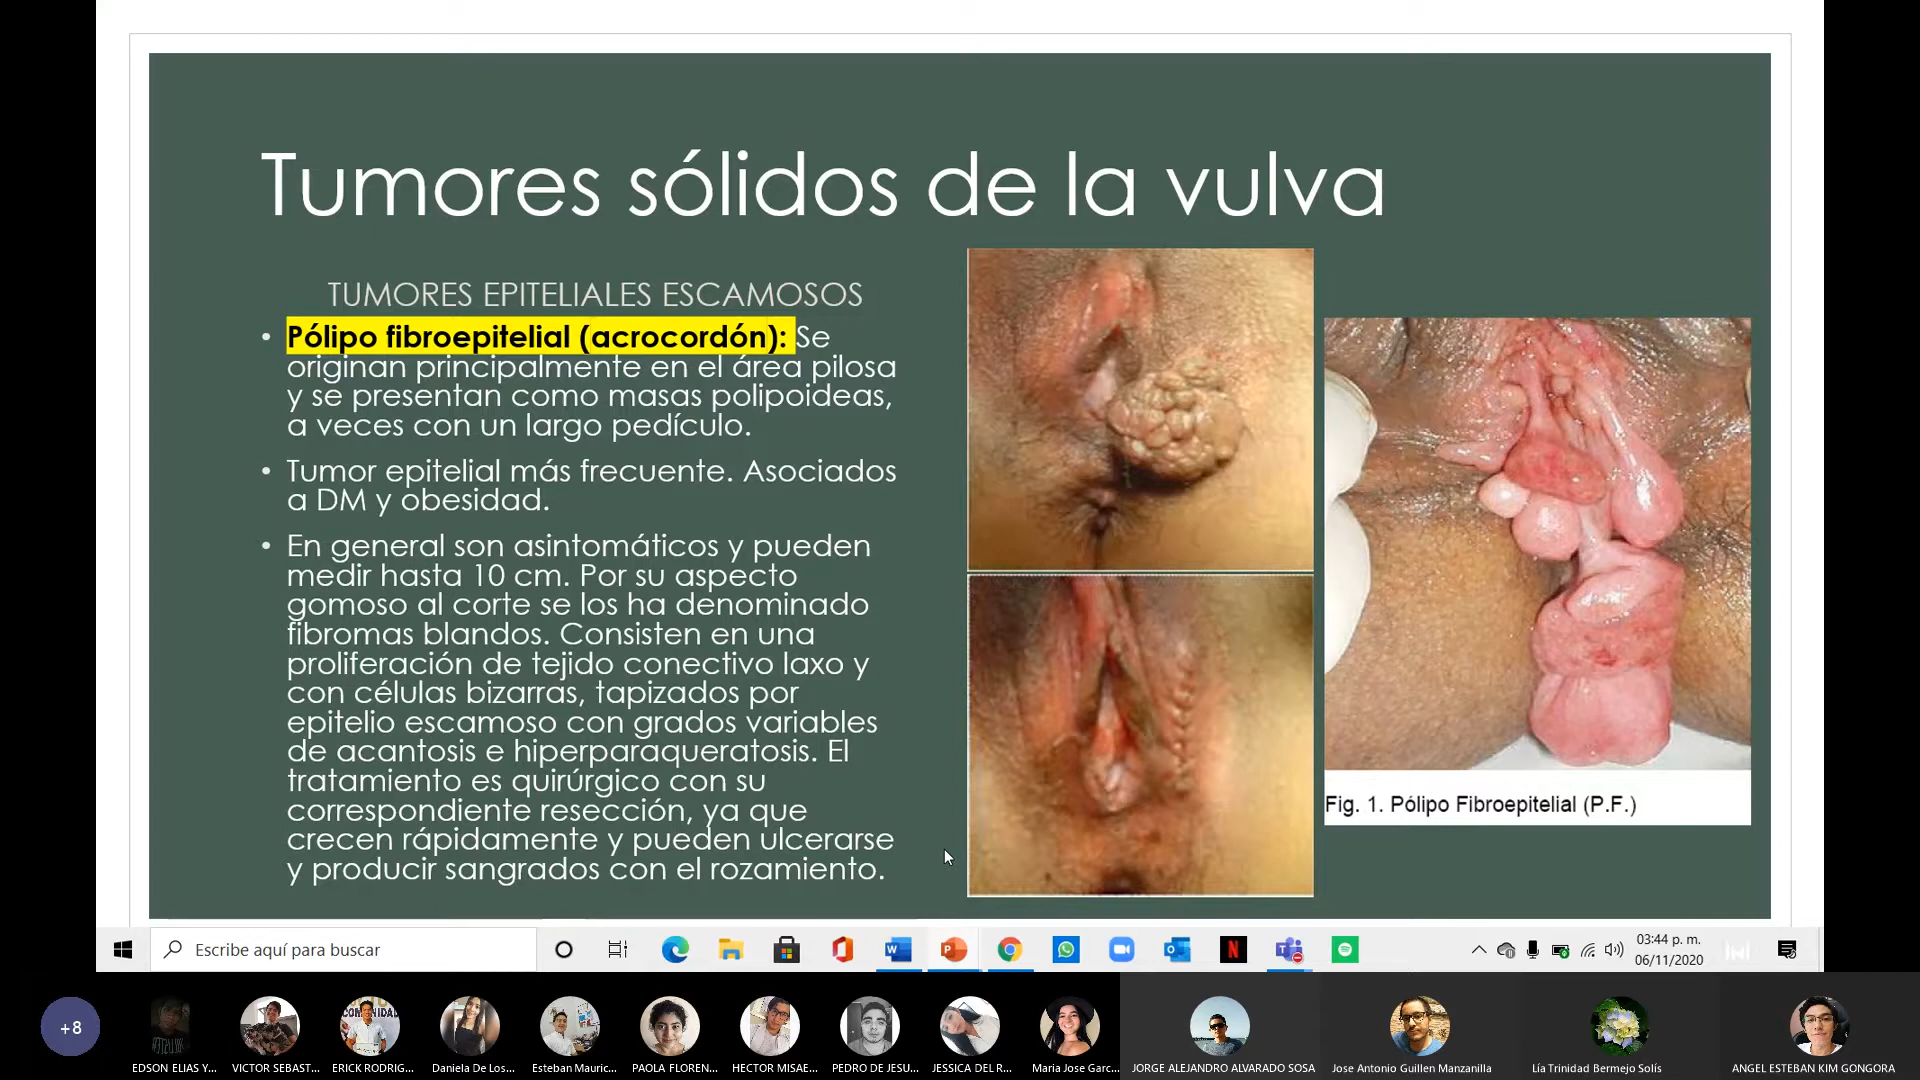 Tumores sólidos de la vulva
TUMORES EPITELIALES ESCAMOSOS
• Pólipo fibroepitelial (acrocordón): Se
originan principalmente en el área pilosa
y se presentan como masas polipoideas,
a veces con un largo pedículo.
• Tumor epitelial más frecuente. Asociados
a DM y obesidad.
• En general son asintomáticos y pueden
medir hasta 10 cm. Por su aspecto
gomoso al corte se los ha denominado
fibromas blandos. Consisten en una
proliferación de tejido conectivo laxo y
con células bizarras, tapizados por
epitelio escamoso con grados variables
de acantosis e hiperparaqueratosis. El
tratamiento es quirúrgico con su
correspondiente resección, ya que
crecen rápidamente y pueden ulcerarse
y producir sangrados con el rozamiento.
Fig. 1. Pólipo Fibroepitelial (P.F.)
Escribe aquí para buscar
03:44 p. m.
06/11/2020
+8
EDSON ELIAS Y...
VICTOR SEBAST...
ERICK RODRIG...
Daniela De Los...
Esteban Mauric...
PAOLA FLOREN...
HECTOR MISAE...
PEDRO DE JESU...
JESSICA DEL R...
Maria Jose Garc...
JORGE ALEJANDRO ALVARADO SOSA
Jose Antonio Guillen Manzanilla
Lía Trinidad Bermejo Solís
ANGEL ESTEBAN KIM GONGORA